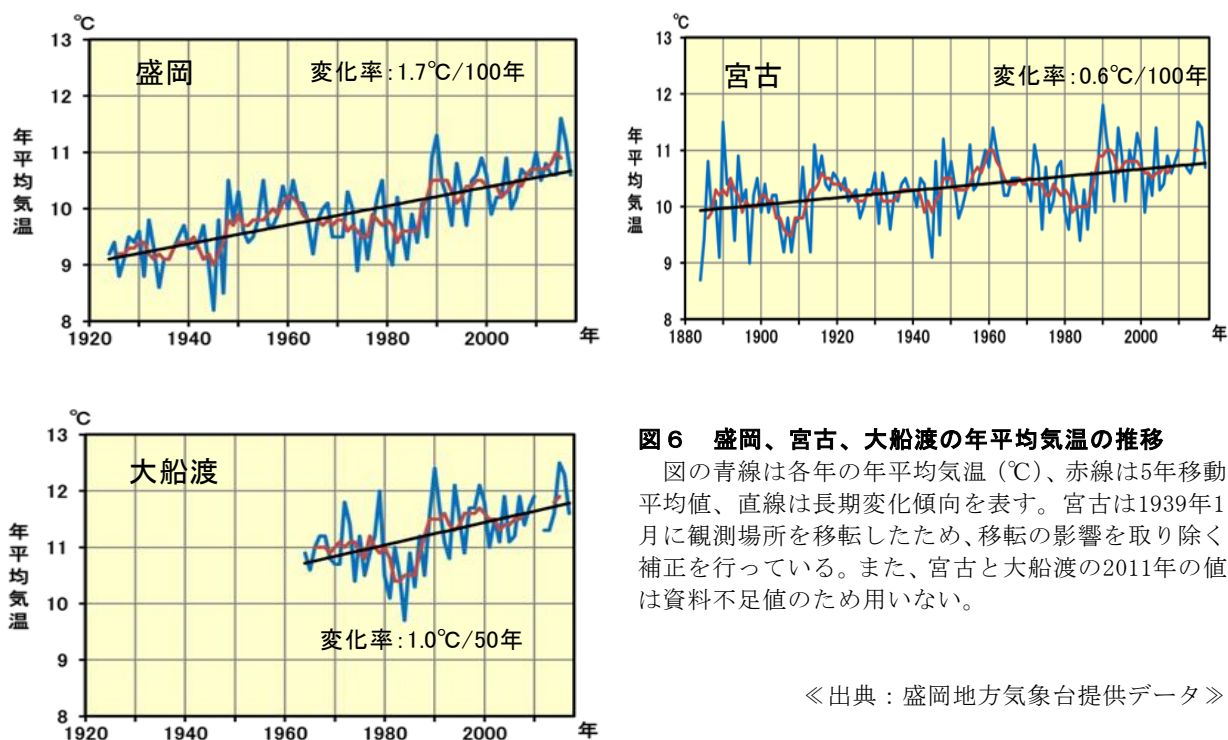 ℃
13
12
11
10
9
8
年平均気温
盛岡
変化率:1.7℃/100年
1920
1940
1960
1980
2000
年
℃
13
12
11
10
9
8
年平均気温
宮古
変化率:0.6℃/100年
1880
1900
1920
1940
1960
1980
2000
年
℃
13
12
11
10
9
8
年平均気温
大船渡
変化率:1.0℃/50年
1920
1940
1960
1980
2000
年
図6 盛岡、宮古、大船渡の年平均気温の推移
図の青線は各年の年平均気温（℃）、赤線は5年移動
平均値、直線は長期変化傾向を表す。宮古は1939年1
月に観測場所を移転したため、移転の影響を取り除く
補正を行っている。また、宮古と大船渡の2011年の値
は資料不足値のため用いない。
≪出典：盛岡地方気象台提供データ≫